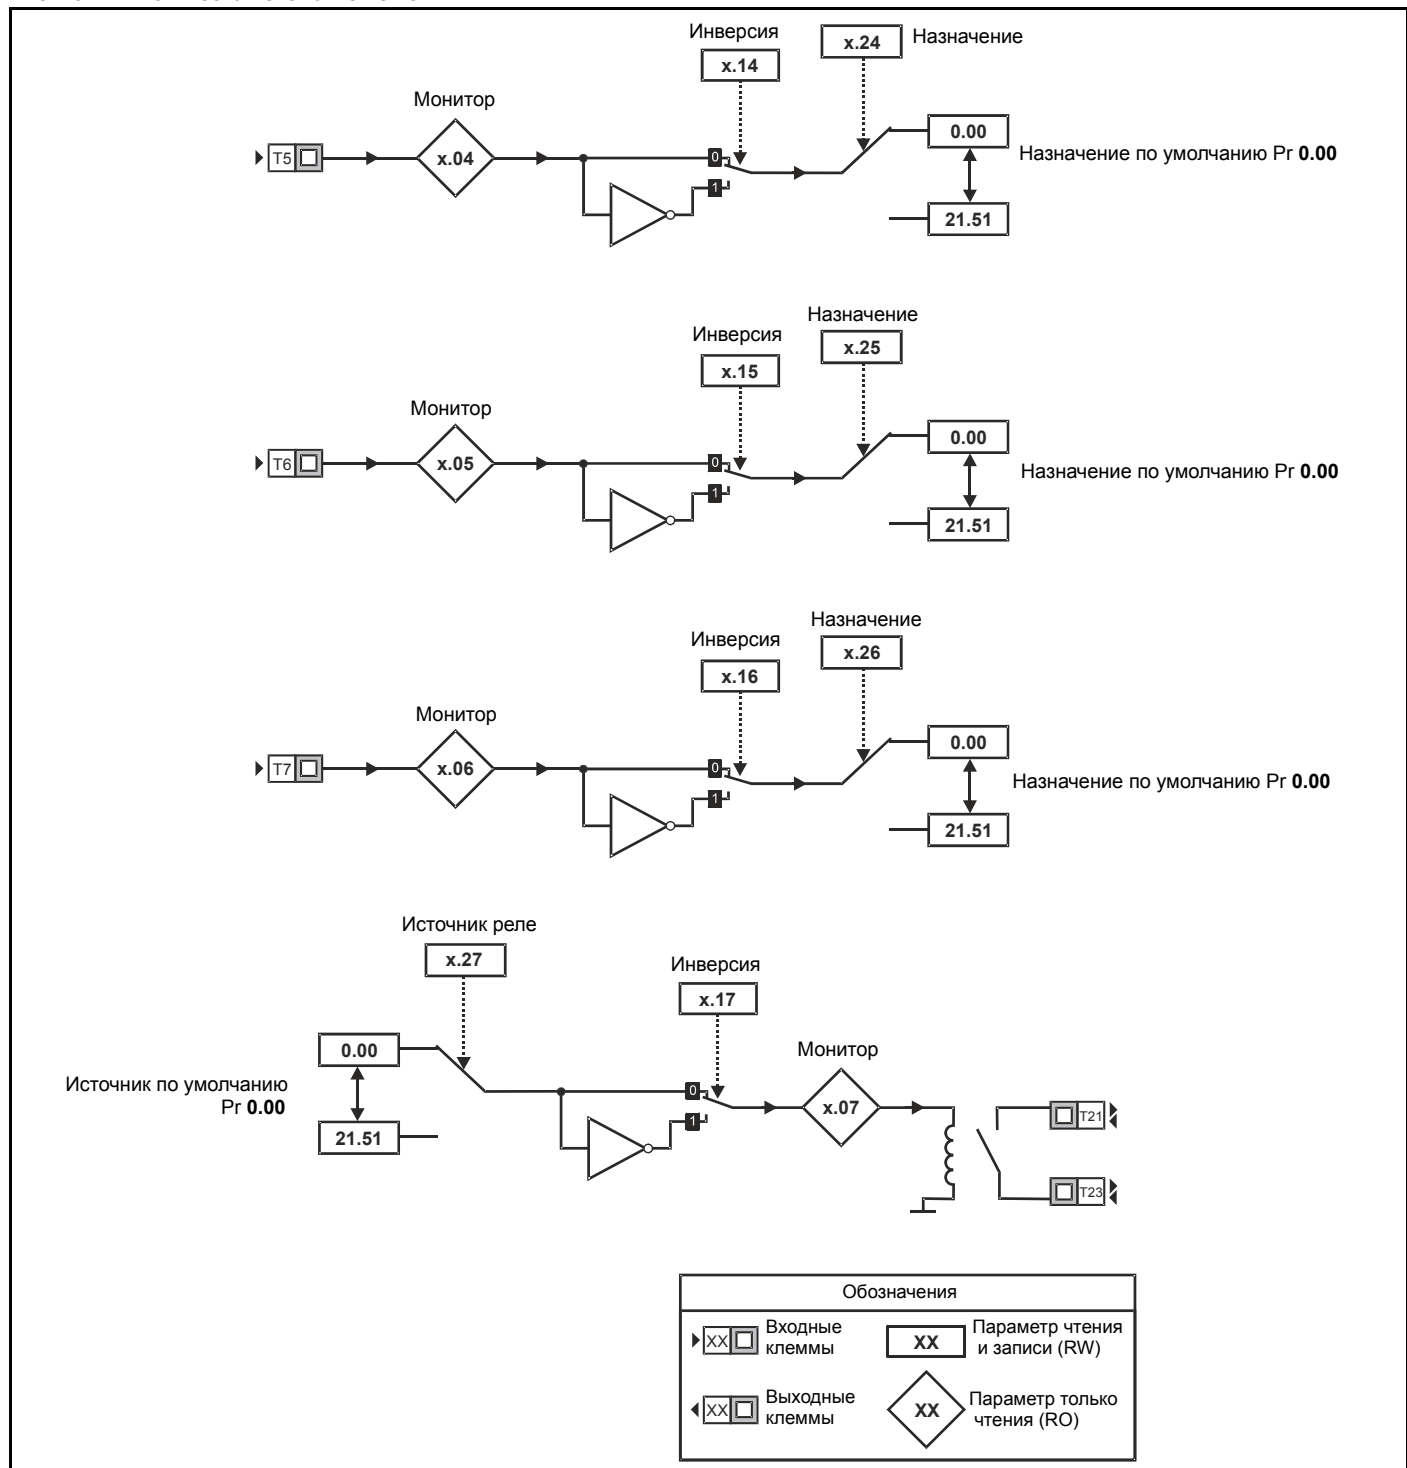 Инверсия
x.14
x.24
Назначение
Монитор
T5
x.04
0
1
0.00
Назначение по умолчанию Pr 0.00
21.51
Назначение
Инверсия
x.25
x.15
Монитор
T6
x.05
0
1
0.00
Назначение по умолчанию Pr 0.00
21.51
Назначение
Инверсия
x.26
x.16
Монитор
T7
x.06
0
1
0.00
Назначение по умолчанию Pr 0.00
21.51
Источник реле
x.27
Инверсия
x.17
0.00
Источник по умолчанию
Pr 0.00
21.51
0
1
Монитор
x.07
T21
T23
Обозначения
XX
Входные
клеммы
XX
Параметр чтения
и записи (RW)
XX
Выходные
клеммы
XX
Параметр только
чтения (RO)